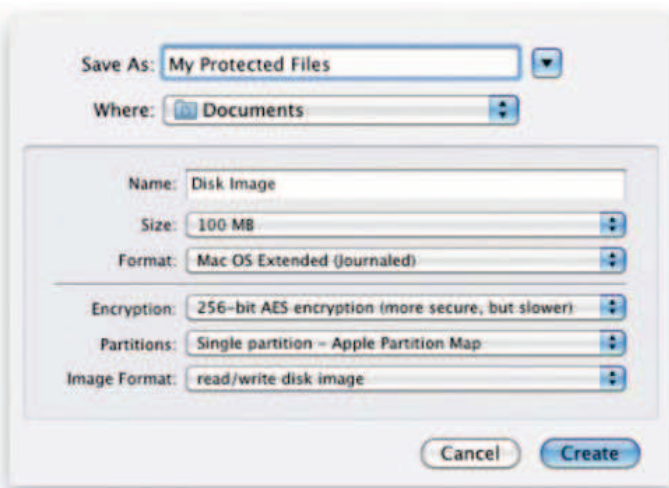 Save As: My Protected Files
Where: Documents
Name: Disk Image
Size: 100 MB
Format: Mac OS Extended (Journaled)
Encryption: 256-bit AES encryption (more secure, but slower)
Partitions: Single partition - Apple Partition Map
Image Format: read/write disk image
Cancel Create